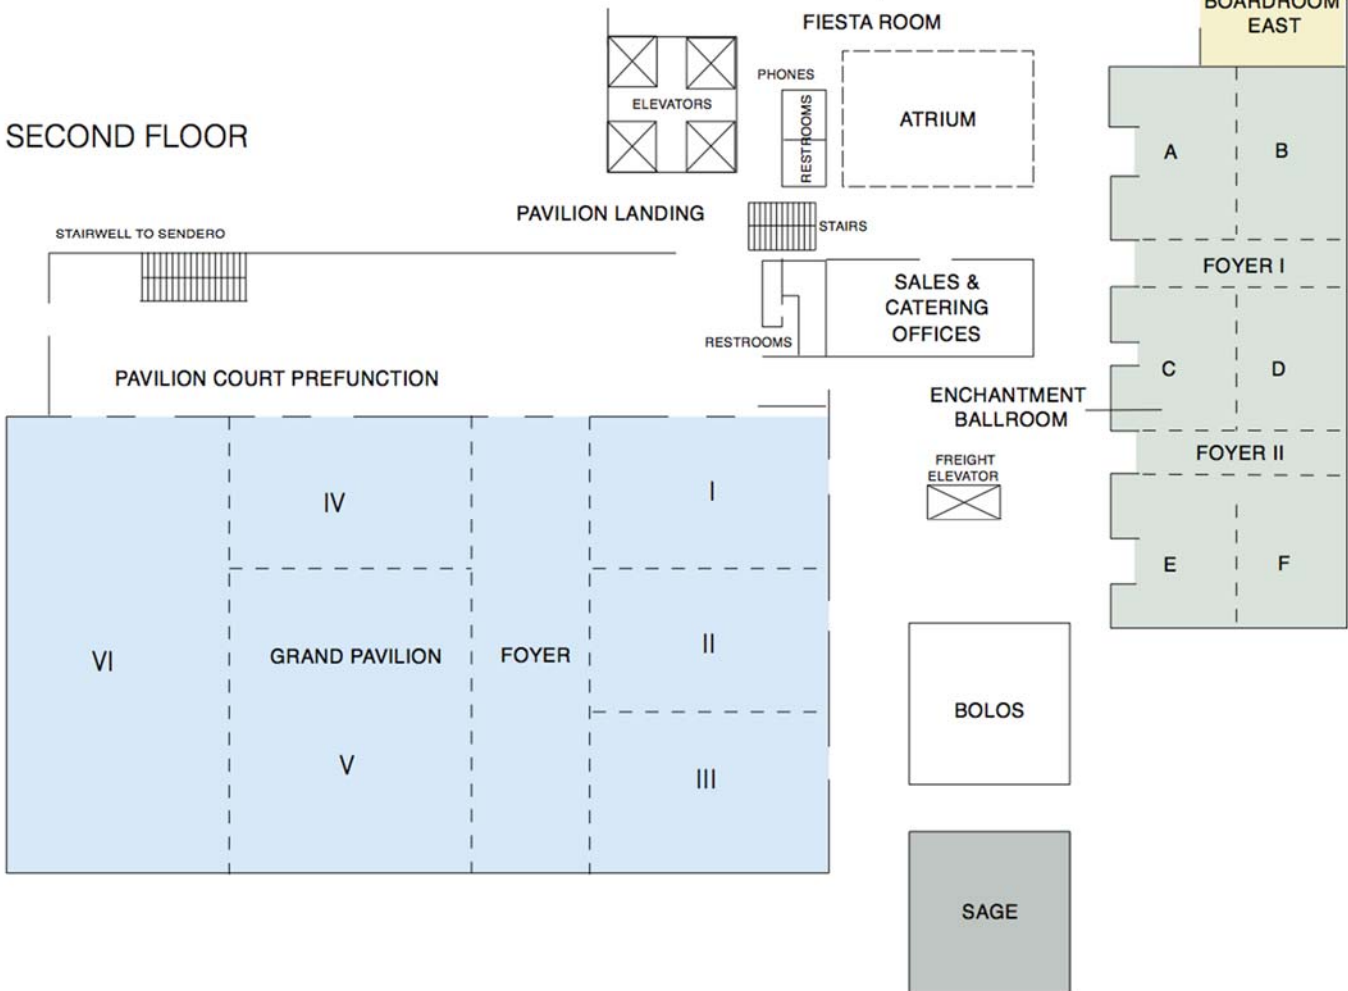 BOARDROOM
EAST
FIESTA ROOM
PHONES
ELEVATORS
RESTROOMS
RESTROOMS
ATRIUM
SECOND FLOOR
A
B
PAVILION LANDING
STAIRS
STAIRWELL TO SENDERO
FOYER I
SALES &
CATERING
OFFICES
RESTROOMS
C
D
PAVILION COURT PREFUNCTION
ENCHANTMENT
BALLROOM
FOYER II
FREIGHT
ELEVATOR
IV
I
E
F
VI
GRAND PAVILION
FOYER
II
BOLOS
V
III
SAGE